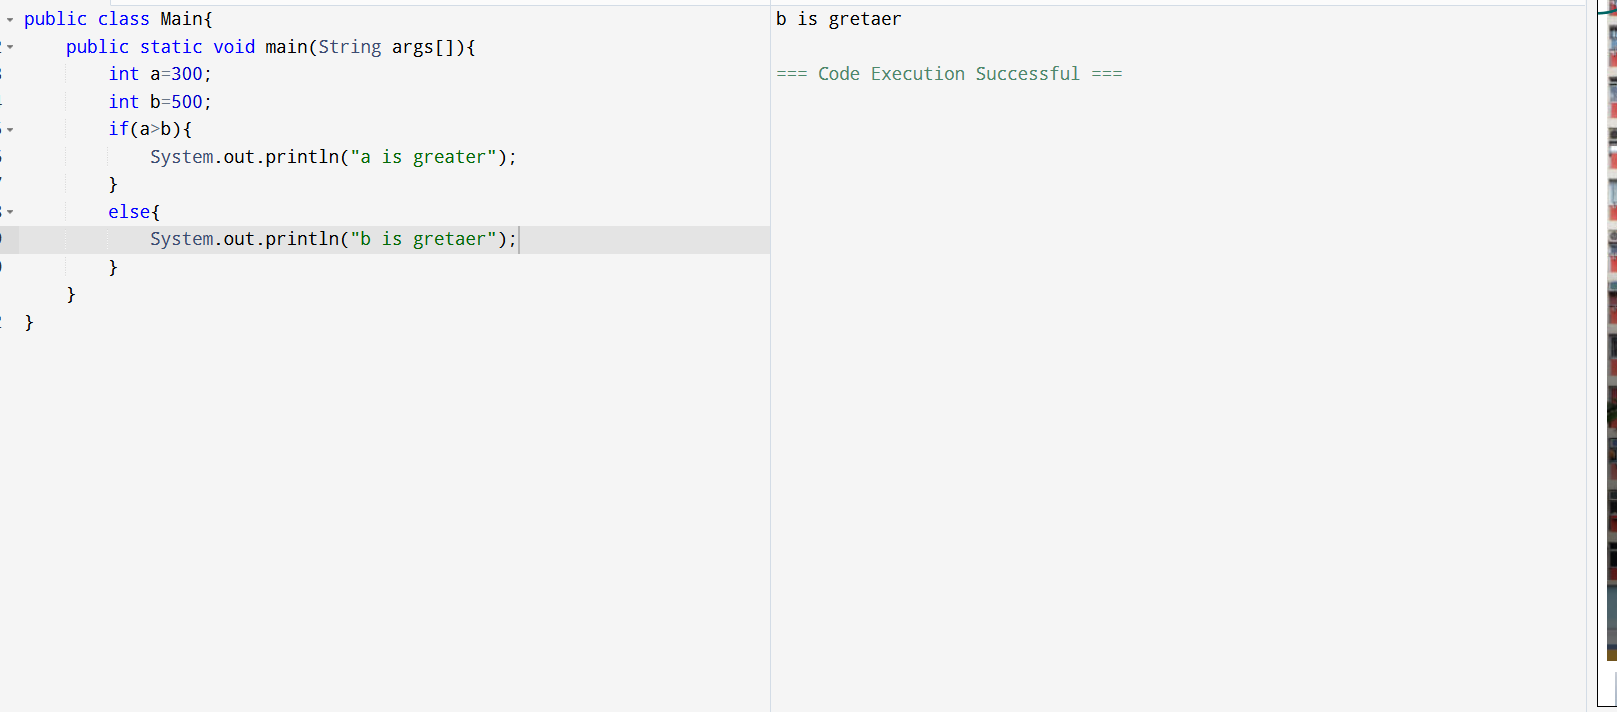 public class Main{
public static void main(String args[]){
int a=300;
int b=500;
if(a>b){
System.out.println("a is greater");
}
else{
System.out.println("b is gretaer");
}
}
}
b is gretaer
=== Code Execution Successful ===